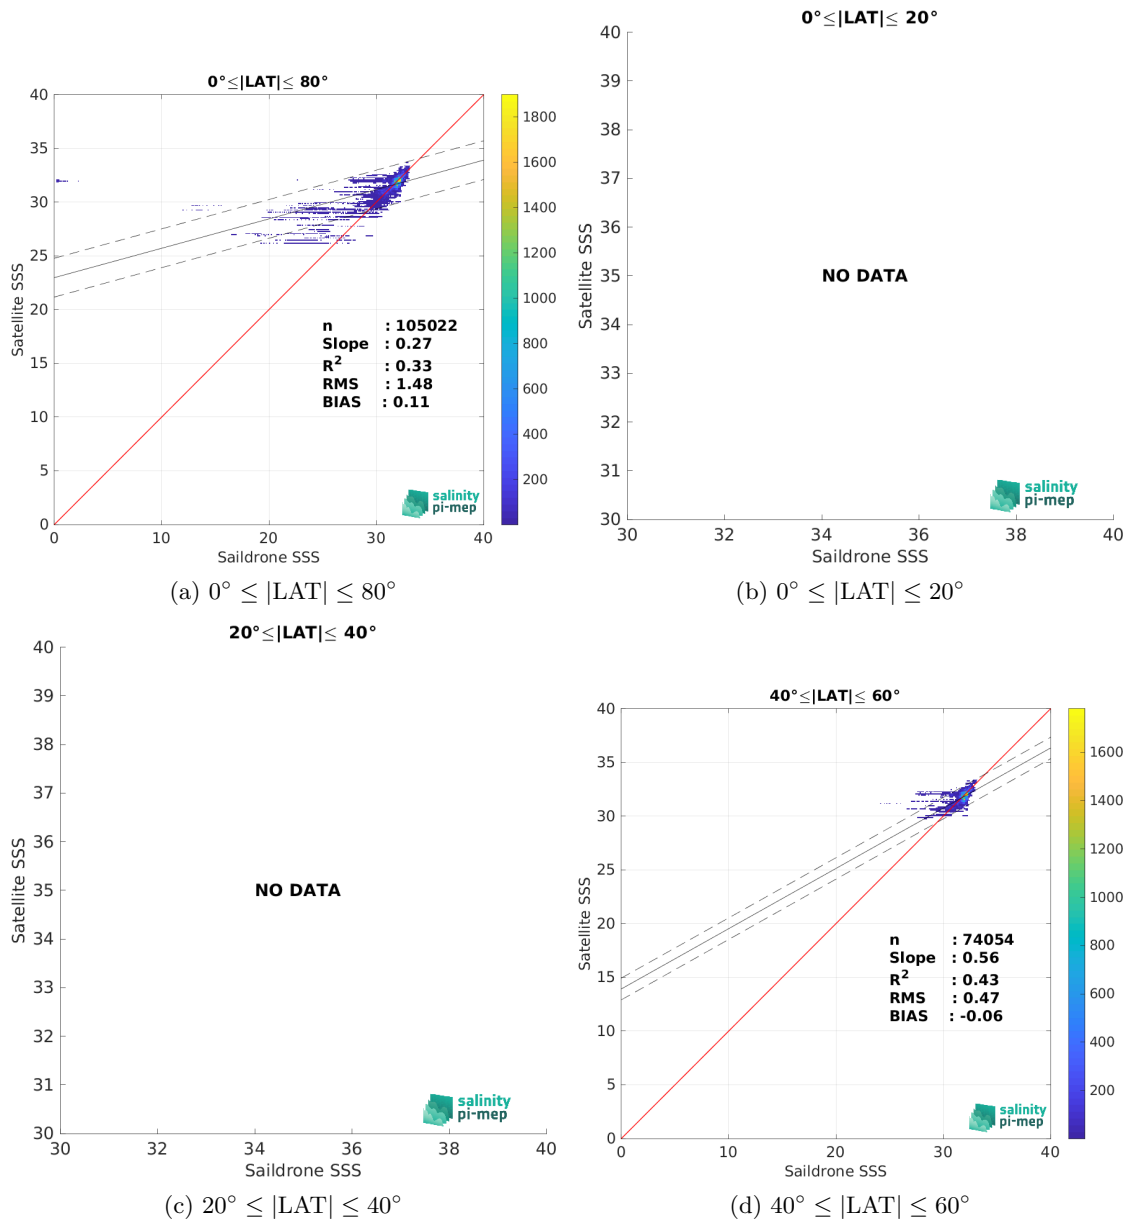 0°≤|LAT|≤ 80°
40
35
30
25
20
15
10
5
0
0
10
20
30
40
Satellite SSS
Saildrone SSS
n : 105022
Slope : 0.27
R² : 0.33
RMS : 1.48
BIAS : 0.11
salinity
pi-mep
1800
1600
1400
1200
1000
800
600
400
200
(a) 0° ≤ |LAT| ≤ 80°
0°≤|LAT|≤ 20°
40
39
38
37
36
35
34
33
32
31
30
30
32
34
36
38
40
Satellite SSS
Saildrone SSS
NO DATA
salinity
pi-mep
(b) 0° ≤ |LAT| ≤ 20°
20°≤|LAT|≤ 40°
40
39
38
37
36
35
34
33
32
31
30
30
32
34
36
38
40
Satellite SSS
Saildrone SSS
NO DATA
salinity
pi-mep
(c) 20° ≤ |LAT| ≤ 40°
40°≤|LAT|≤ 60°
40
35
30
25
20
15
10
5
0
0
10
20
30
40
Satellite SSS
Saildrone SSS
n : 74054
Slope : 0.56
R² : 0.43
RMS : 0.47
BIAS : -0.06
salinity
pi-mep
1600
1400
1200
1000
800
600
400
200
(d) 40° ≤ |LAT| ≤ 60°